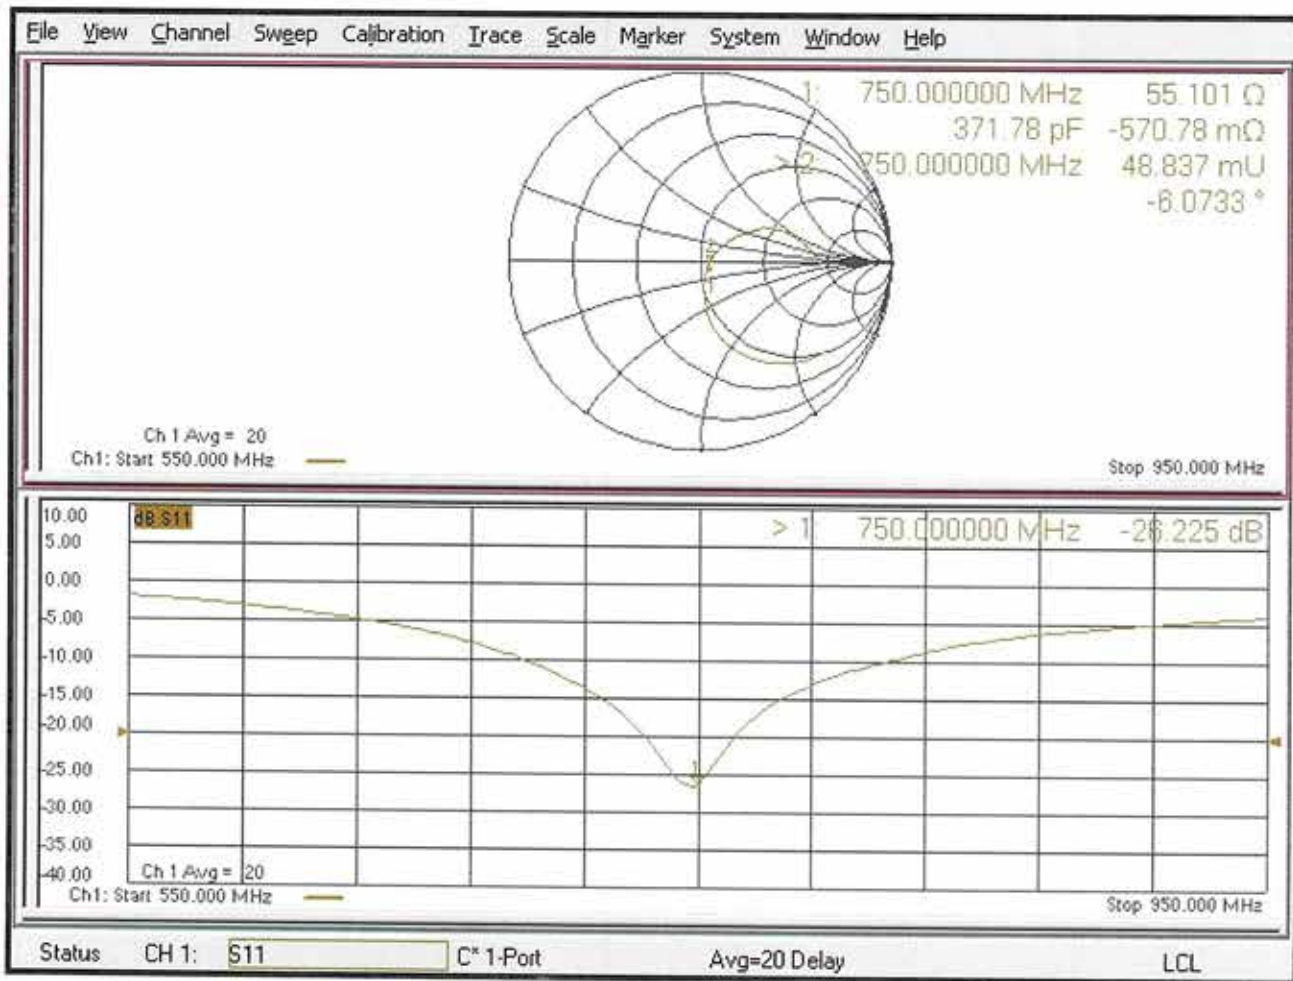 File View Channel Sweep Calibration Trace Scale Marker System Window Help
1: 750.000000 MHz 55.101 Ω
371.78 pF -570.78 mΩ
> 2: 750.000000 MHz 48.837 mU
-6.0733 °
Ch 1 Avg = 20
Ch1: Start 550.000 MHz
Stop 950.000 MHz
10.00
dB S11
> 1: 750.000000 MHz -26.225 dB
5.00
0.00
-5.00
-10.00
-15.00
-20.00
-25.00
1
-30.00
-35.00
-40.00
Ch 1 Avg = 20
Ch1: Start 550.000 MHz
Stop 950.000 MHz
Status CH 1: S11 C* 1-Port Avg=20 Delay LCL